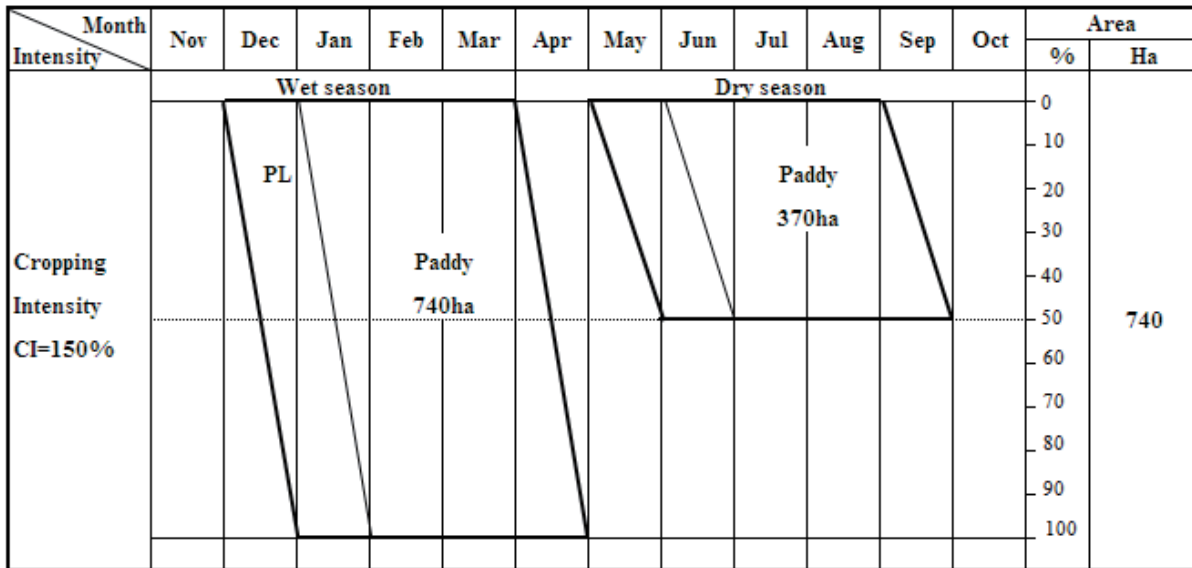 Month
Intensity
Nov Dec Jan Feb Mar Apr May Jun Jul Aug Sep Oct
Area
% Ha
Wet season Dry season
0
10
PL Paddy
20
370ha
30
Cropping Paddy
40
Intensity 740ha
50 740
CI=150%
60
70
80
90
100